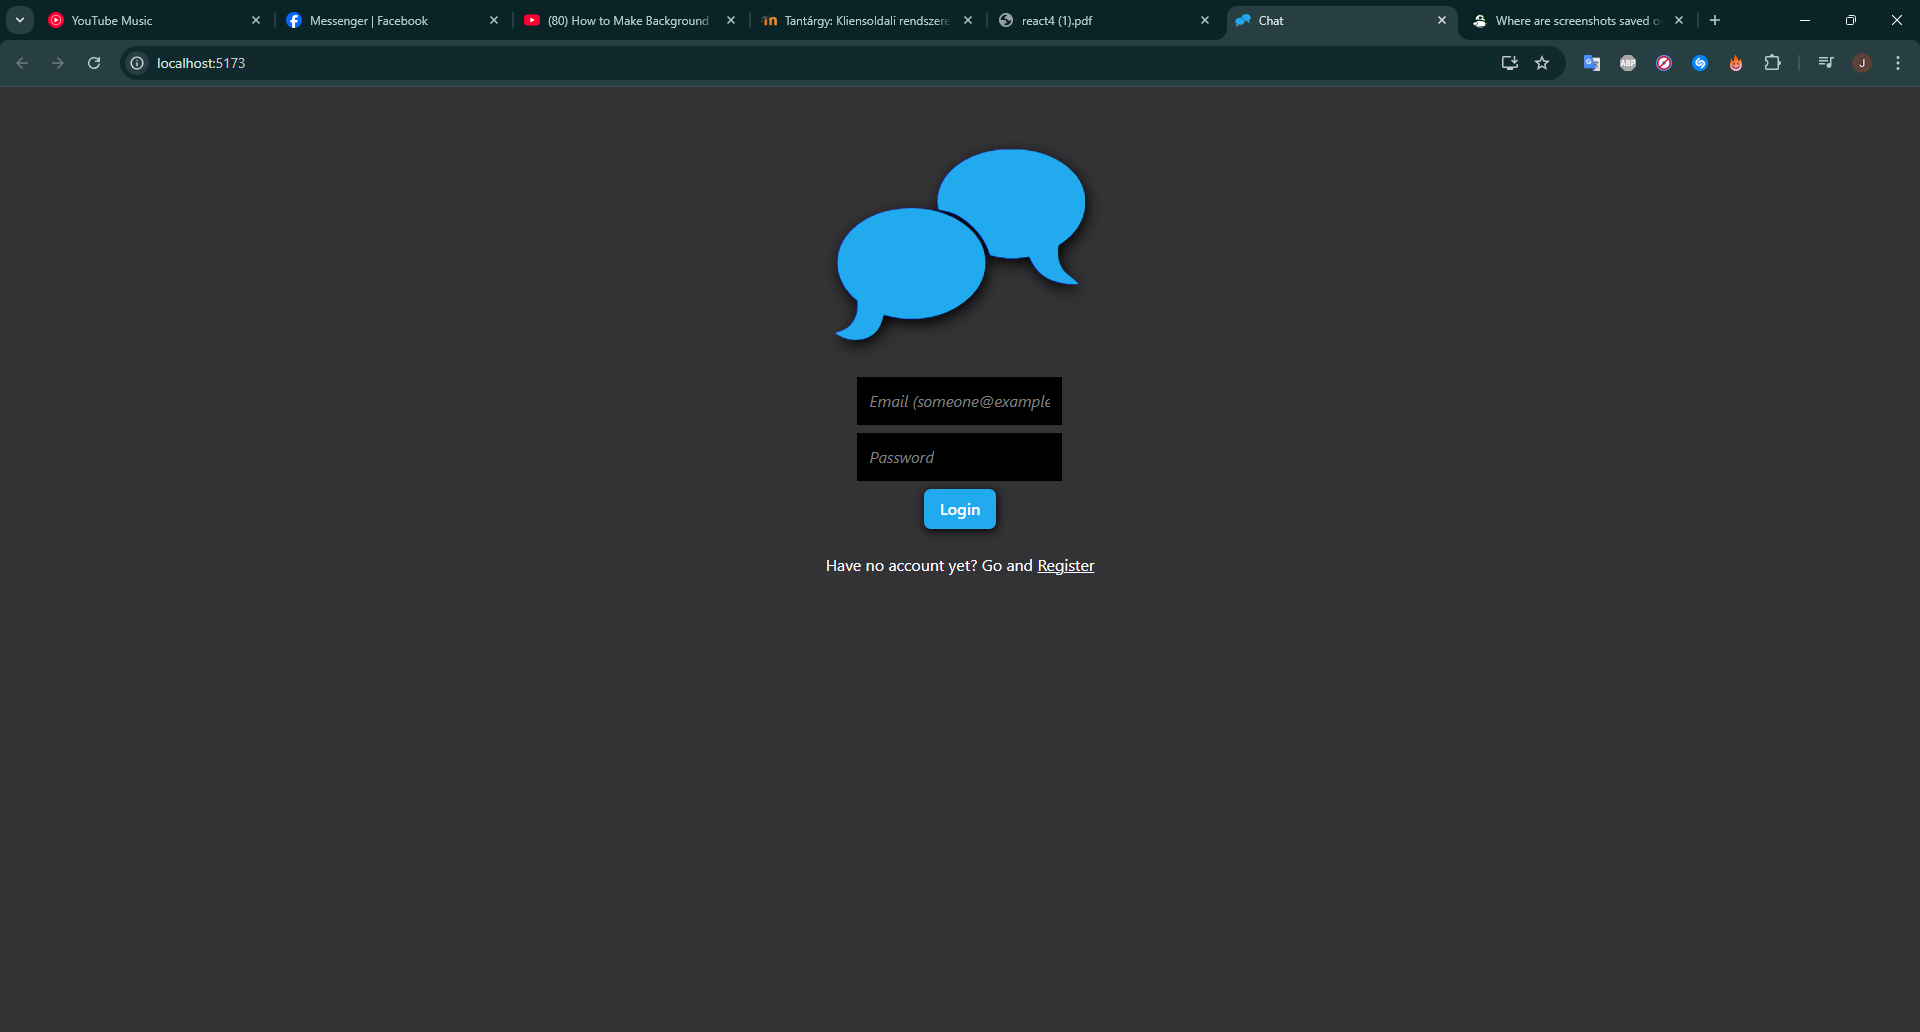 YouTube Music
Messenger | Facebook
(80) How to Make Background
Tantárgy: Kliensoldali rendszere
react4 (1).pdf
Chat
Where are screenshots saved o
localhost:5173
ABP
J
Email (someone@example
Password
Login
Have no account yet? Go and Register